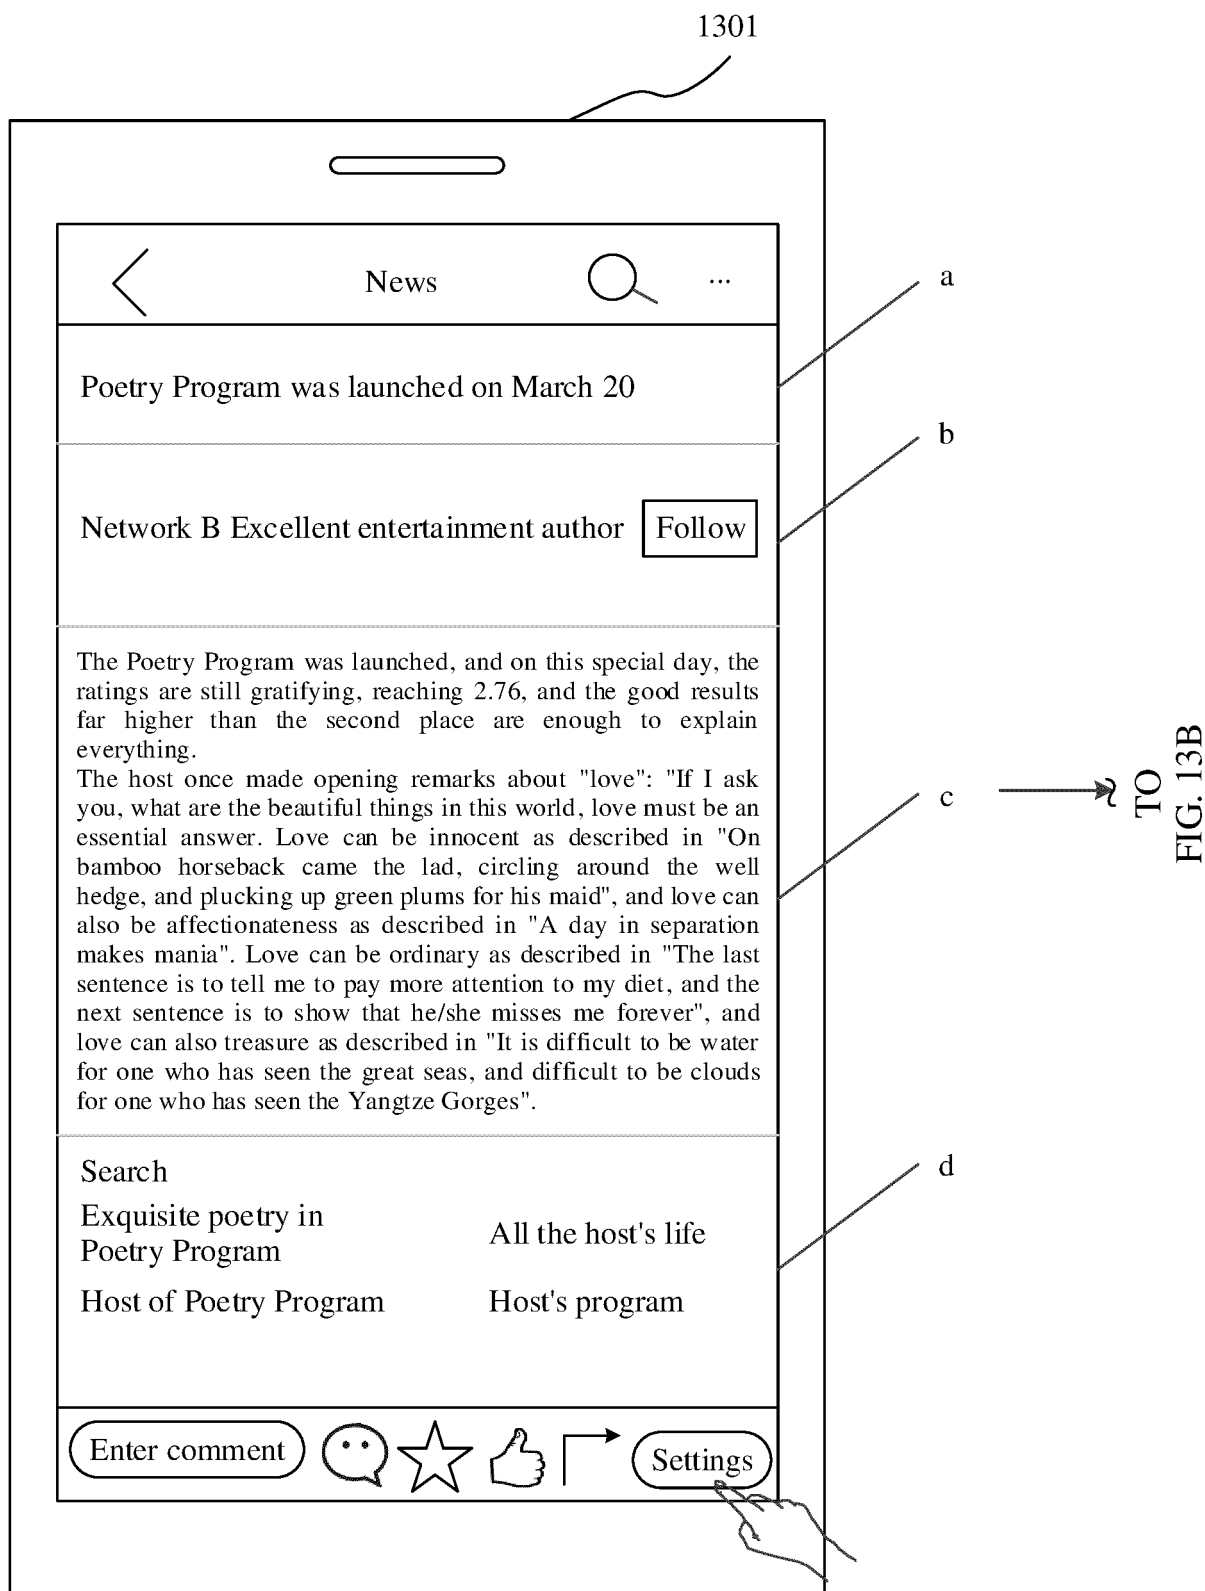 1301
News
...
a
Poetry Program was launched on March 20
b
Network B Excellent entertainment author
Follow
The Poetry Program was launched, and on this special day, the
ratings are still gratifying, reaching 2.76, and the good results
far higher than the second place are enough to explain
everything.
The host once made opening remarks about "love": "If I ask
you, what are the beautiful things in this world, love must be an
essential answer. Love can be innocent as described in "On
bamboo horseback came the lad, circling around the well
hedge, and plucking up green plums for his maid", and love can
also be affectionateness as described in "A day in separation
makes mania". Love can be ordinary as described in "The last
sentence is to tell me to pay more attention to my diet, and the
next sentence is to show that he/she misses me forever", and
love can also treasure as described in "It is difficult to be water
for one who has seen the great seas, and difficult to be clouds
for one who has seen the Yangtze Gorges".
c
TO
FIG. 13B
d
Search
Exquisite poetry in
Poetry Program
All the host's life
Host of Poetry Program
Host's program
Enter comment
Settings